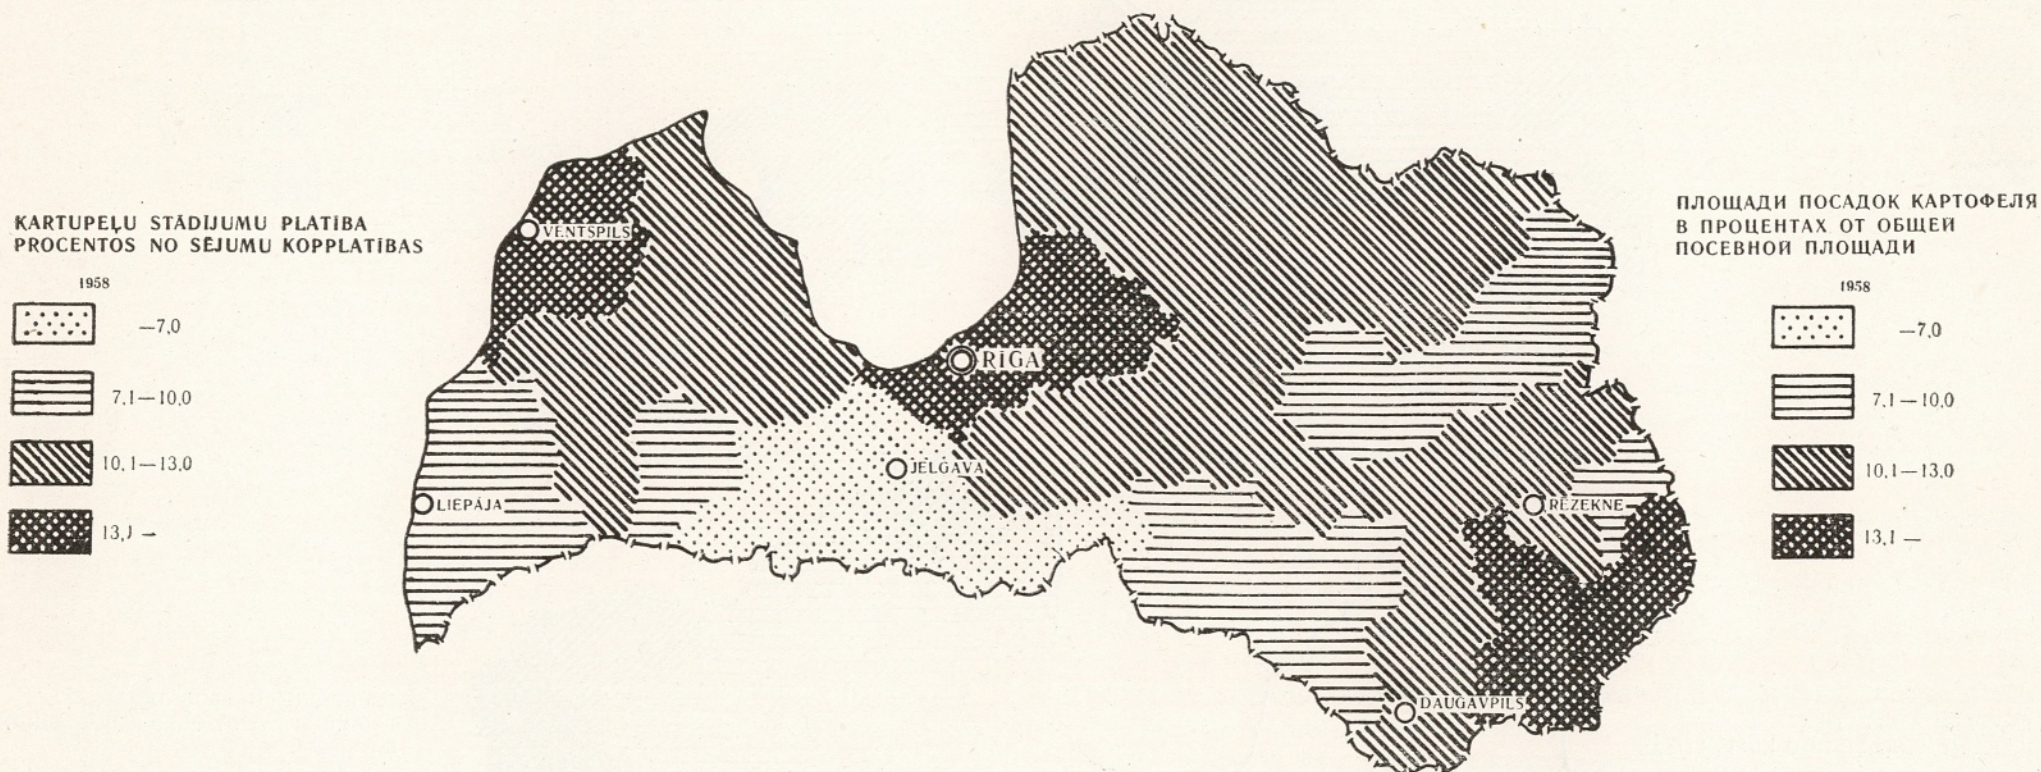 KARTUPEĻU STĀDĪJUMU PLATĪBA
PROCENTOS NO SĒJUMU KOPPLATĪBAS
1958
—7,0
7,1—10,0
10,1—13,0
13,1 —
VENTSPILS
RĪGA
JELGAVA
LIEPĀJA
RĒZEKNE
DAUGAVPILS
ПЛОЩАДИ ПОСАДОК КАРТОФЕЛЯ
В ПРОЦЕНТАХ ОТ ОБЩЕЙ
ПОСЕВНОЙ ПЛОЩАДИ
1958
—7,0
7,1—10,0
10,1—13,0
13,1 —